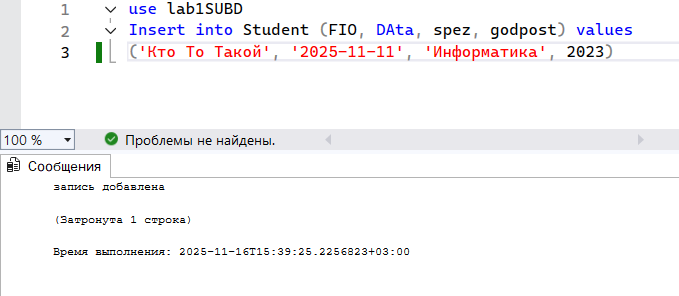 1 use lab1SUBD
2 Insert into Student (FIO, DAta, spez, godpost) values
3 ('Кто То Такой', '2025-11-11', 'Информатика', 2023)
100 % Проблемы не найдены.
Сообщения
запись добавлена
(Затронута 1 строка)
Время выполнения: 2025-11-16T15:39:25.2256823+03:00